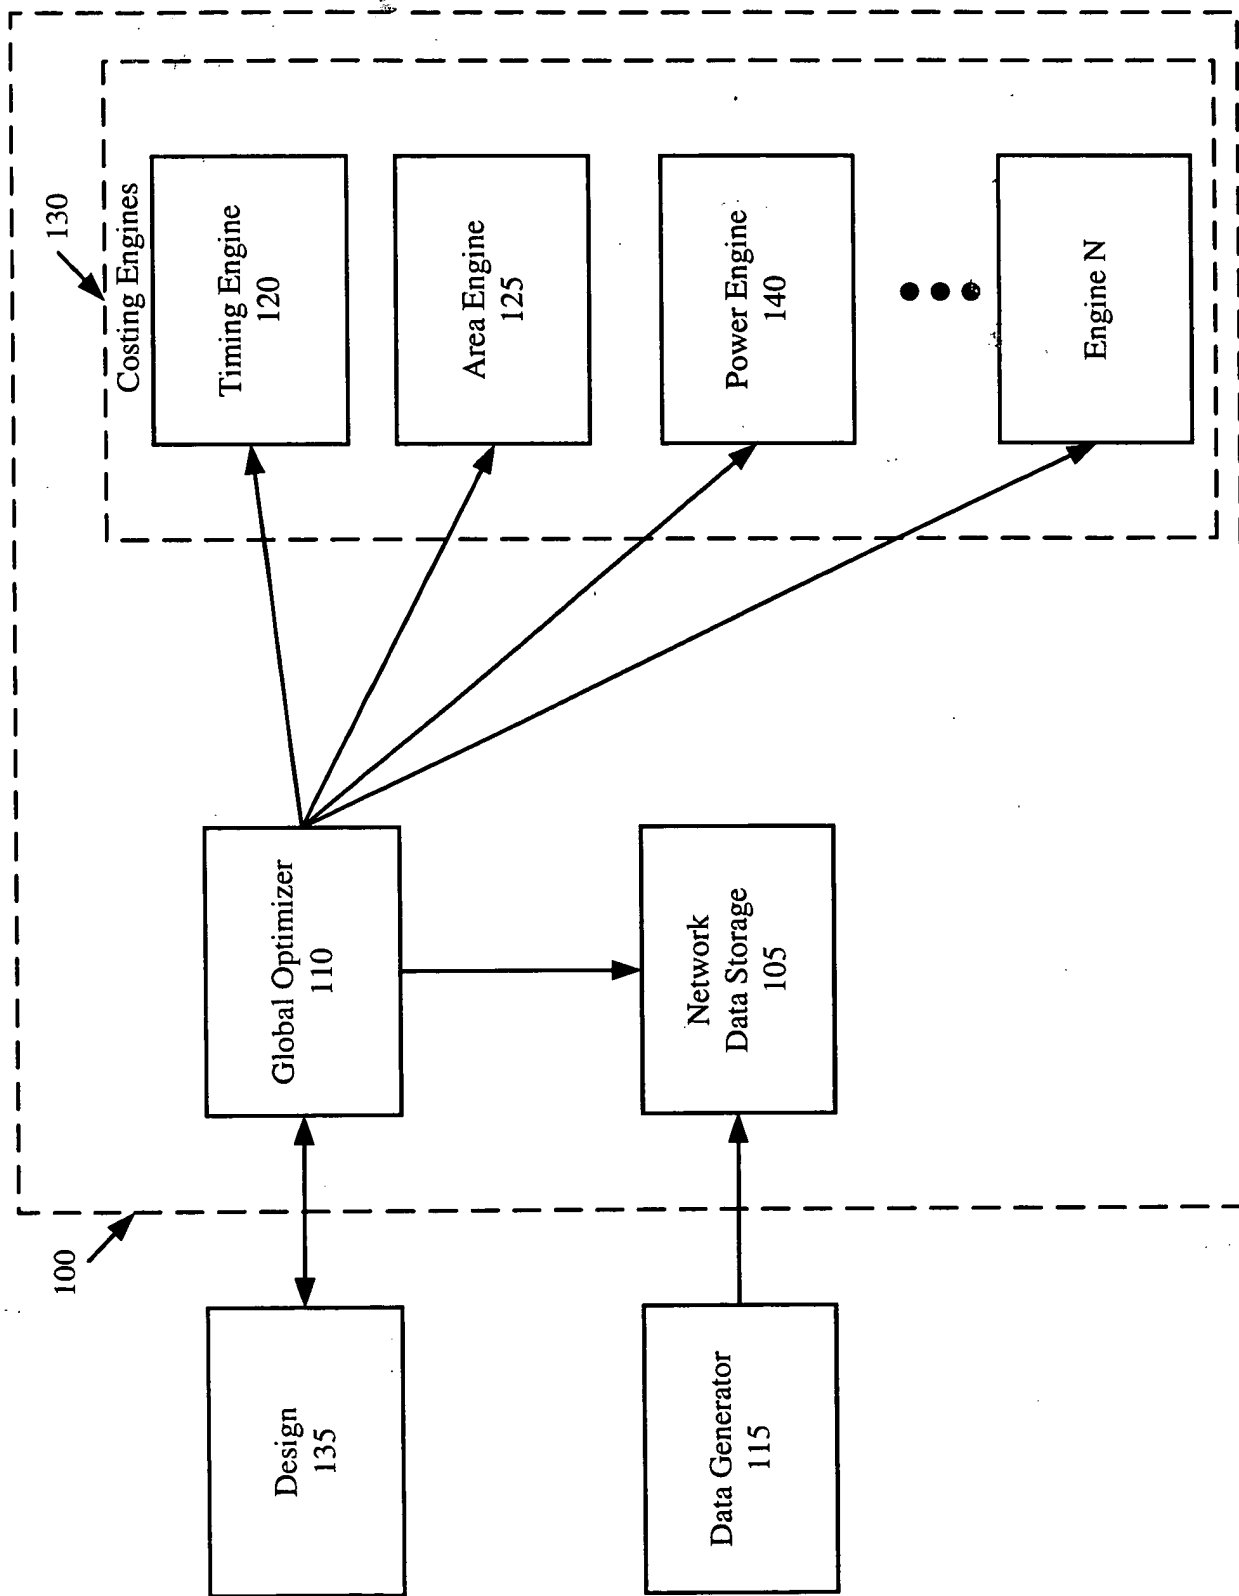 100
130
Costing Engines
Design
135
Global Optimizer
110
Timing Engine
120
Area Engine
125
Data Generator
115
Network
Data Storage
105
Power Engine
140
Engine N